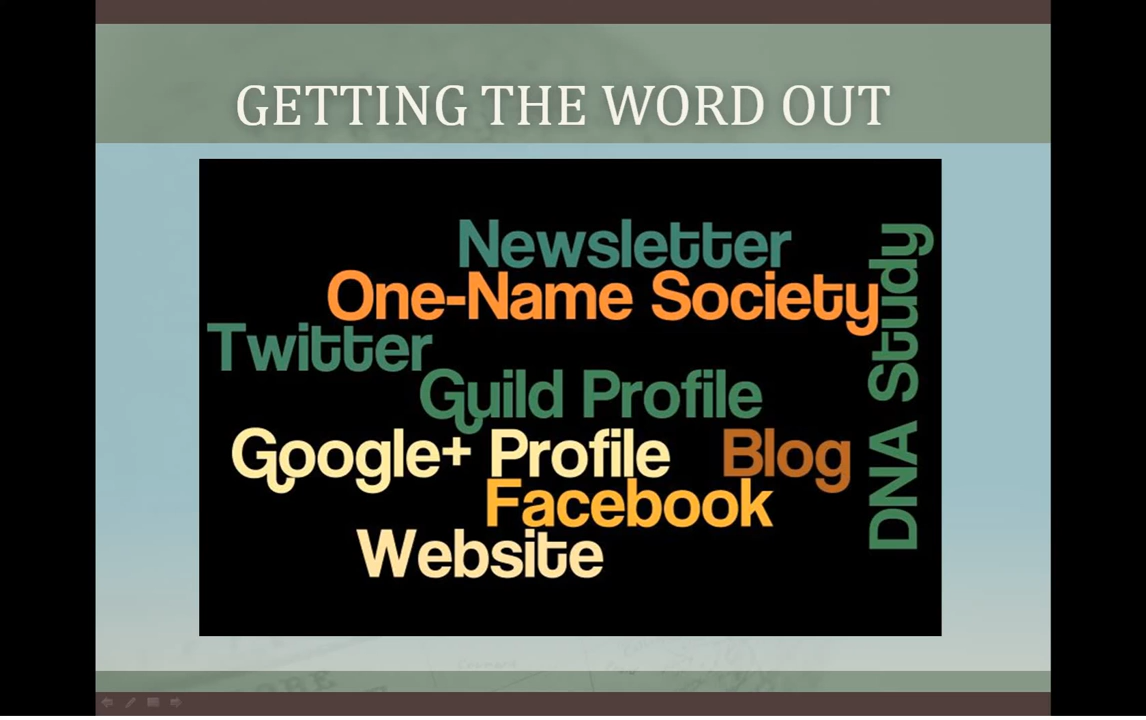 GETTING THE WORD OUT
Newsletter
One-Name Society
Twitter
Guild Profile
Google+ Profile
Blog
Facebook
Website
DNA Study